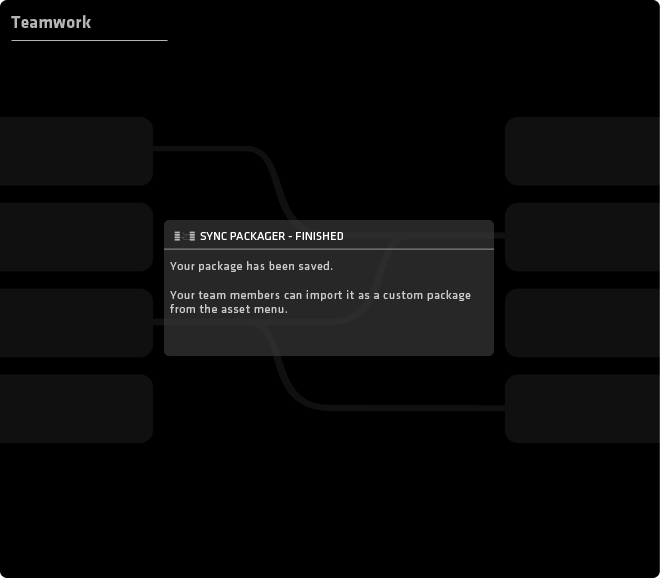 Teamwork
SYNC PACKAGER - FINISHED
Your package has been saved.
Your team members can import it as a custom package
from the asset menu.